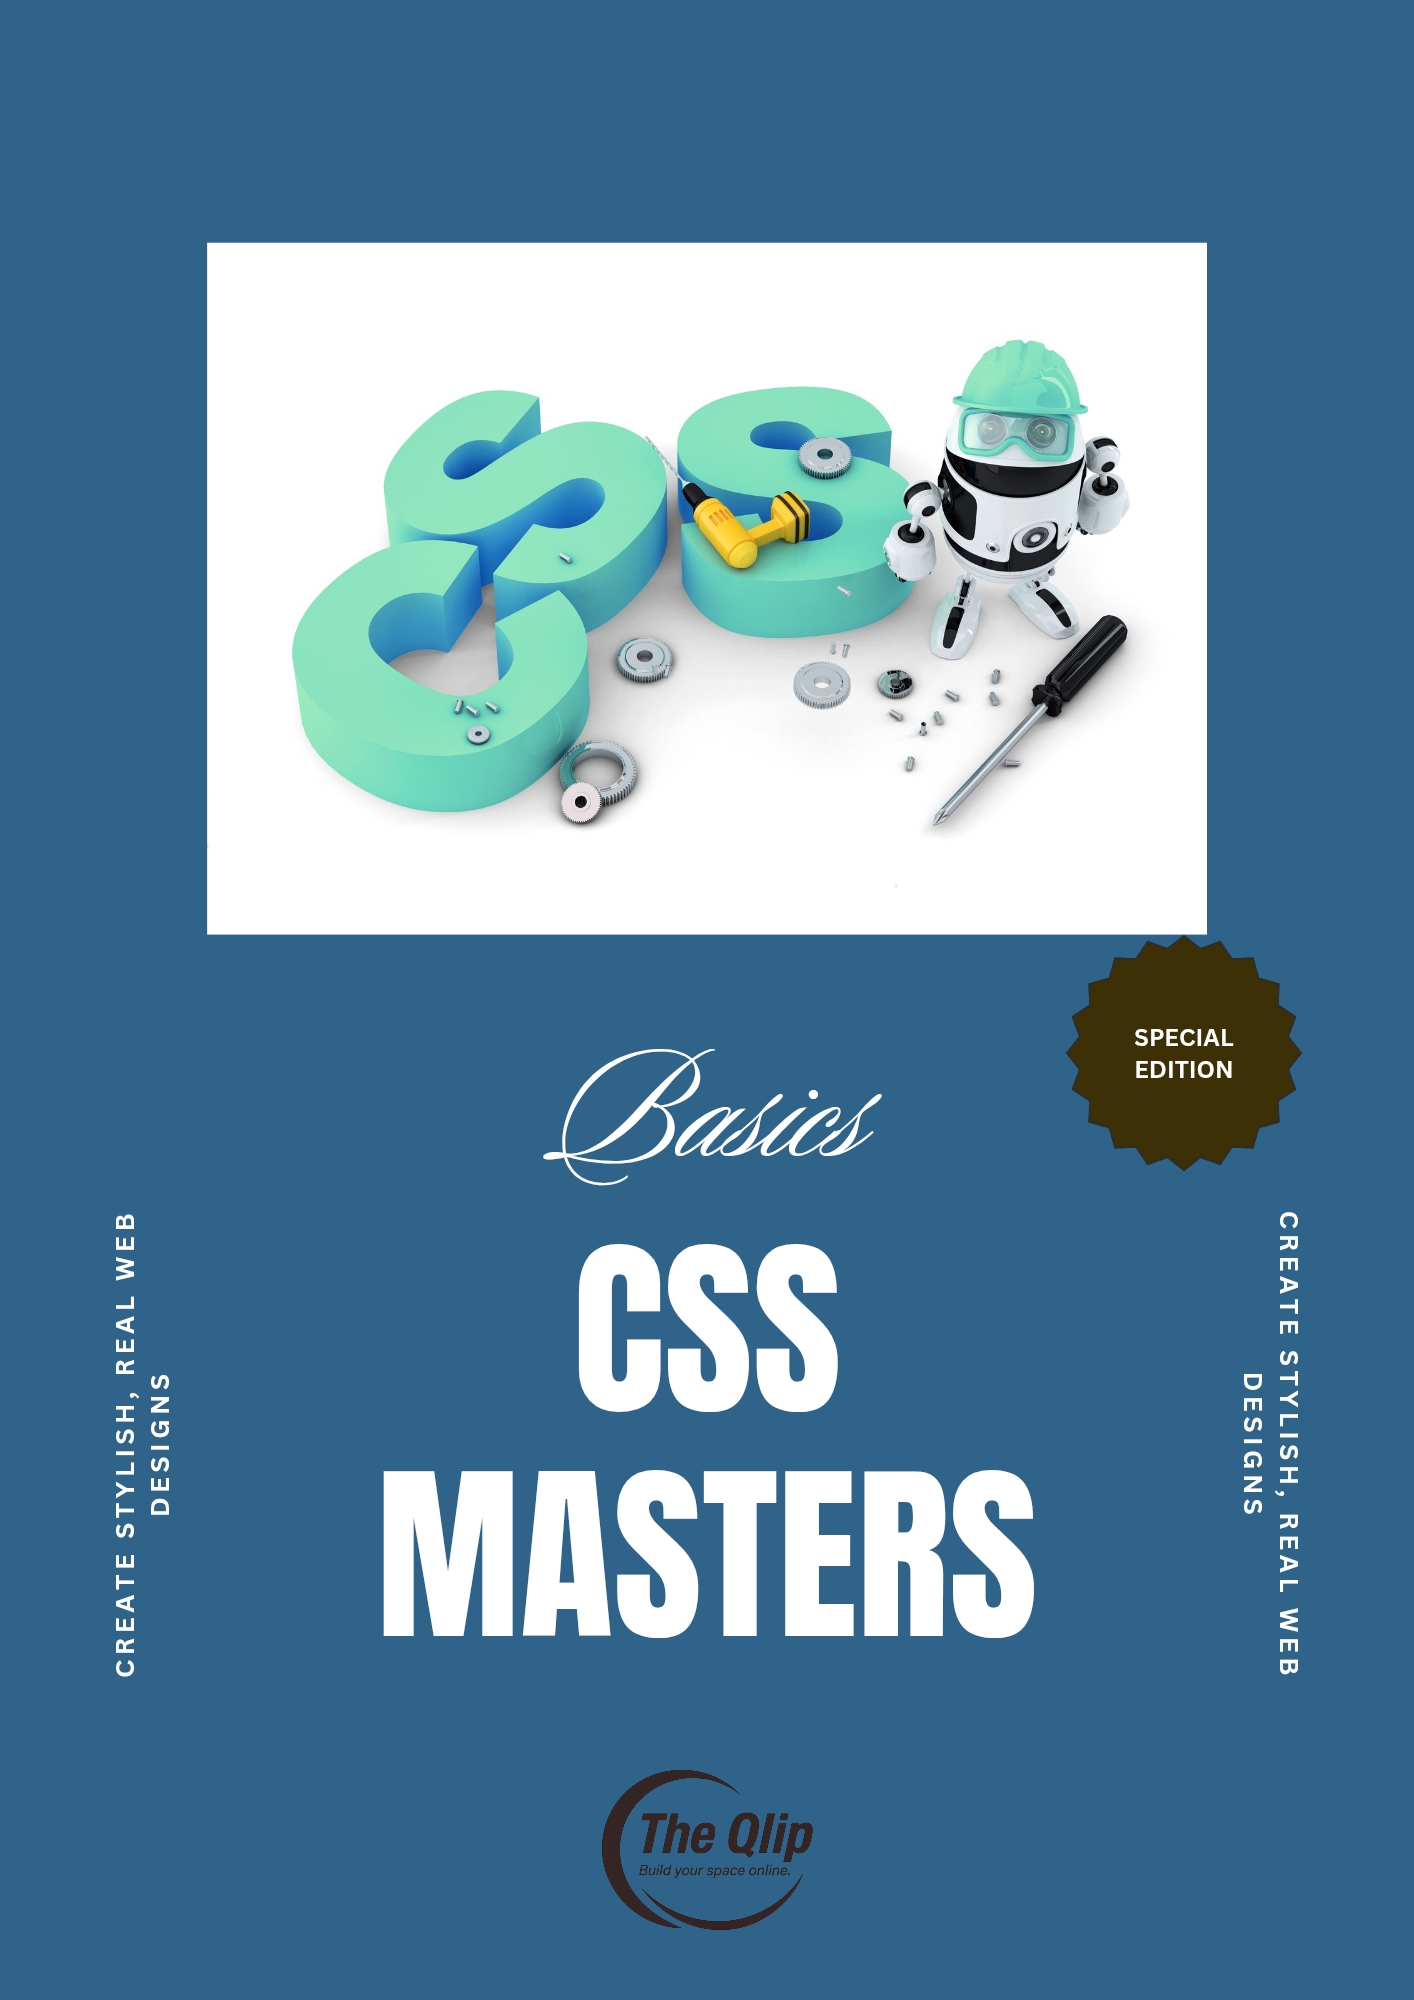 CSS
SPECIAL
EDITION
Basics
CSS
MASTERS
CREATE STYLISH, REAL WEB
DESIGNS
CREATE STYLISH, REAL WEB
DESIGNS
The Qlip
Build your space online.